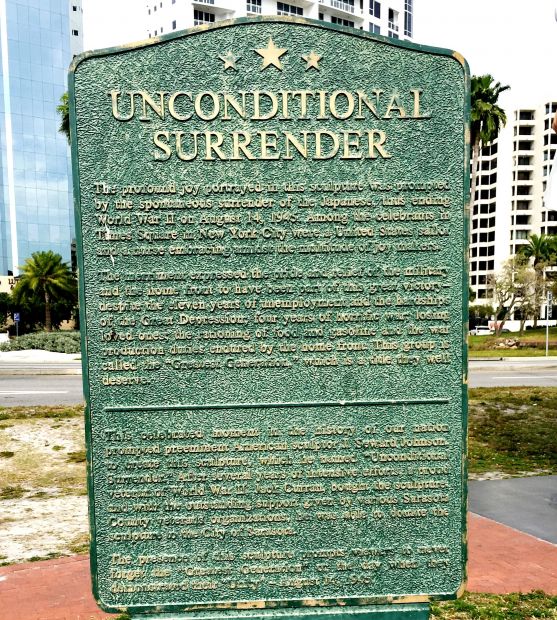 UNCONDITIONAL
SURRENDER
The profound joy portrayed in this sculpture was prompted
by the spontaneous surrender of the Japanese, thus ending
World War II on August 14, 1945. Among the celebrants in
Times Square in New York City were a United States sailor
and a nurse embracing amidst the multitude of joy makers.
The merriment expressed the pride and relief of the military
and the home front to have been part of this great victory
despite the eleven years of unemployment and the hardships
of the Great Depression, four years of horrific war, losing
loved ones, the rationing of food and gasoline and the war
production duties endured by the home front. This group is
called the "Greatest Generation," which is a title they well
deserve.
This celebrated moment in the history of our nation
prompted preeminent American sculptor J. Seward Johnson,
to create this sculpture, which he named "Unconditional
Surrender." After several years of intensive effort, a proud
veteran of World War II, Jack Curran, bought the sculpture
and with the outstanding support given by various Sarasota
County veterans organizations, he was able to donate the
sculpture to the City of Sarasota.
The presence of this sculpture prompts viewers to never
forget the "Greatest Generation" or the day when they
demonstrated their - August 14, 1945.